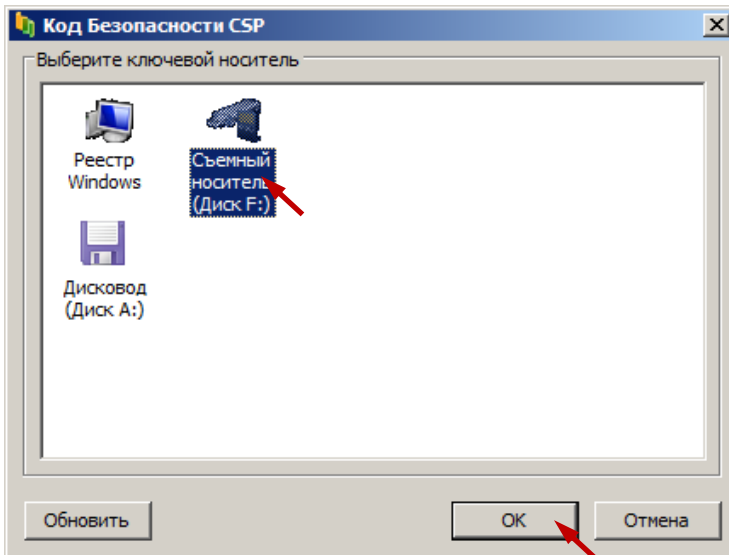 Код Безопасности CSP
Выберите ключевой носитель
Реестр
Windows
Съемный
носитель
(Диск F:)
Дисковод
(Диск A:)
Обновить
OK
Отмена